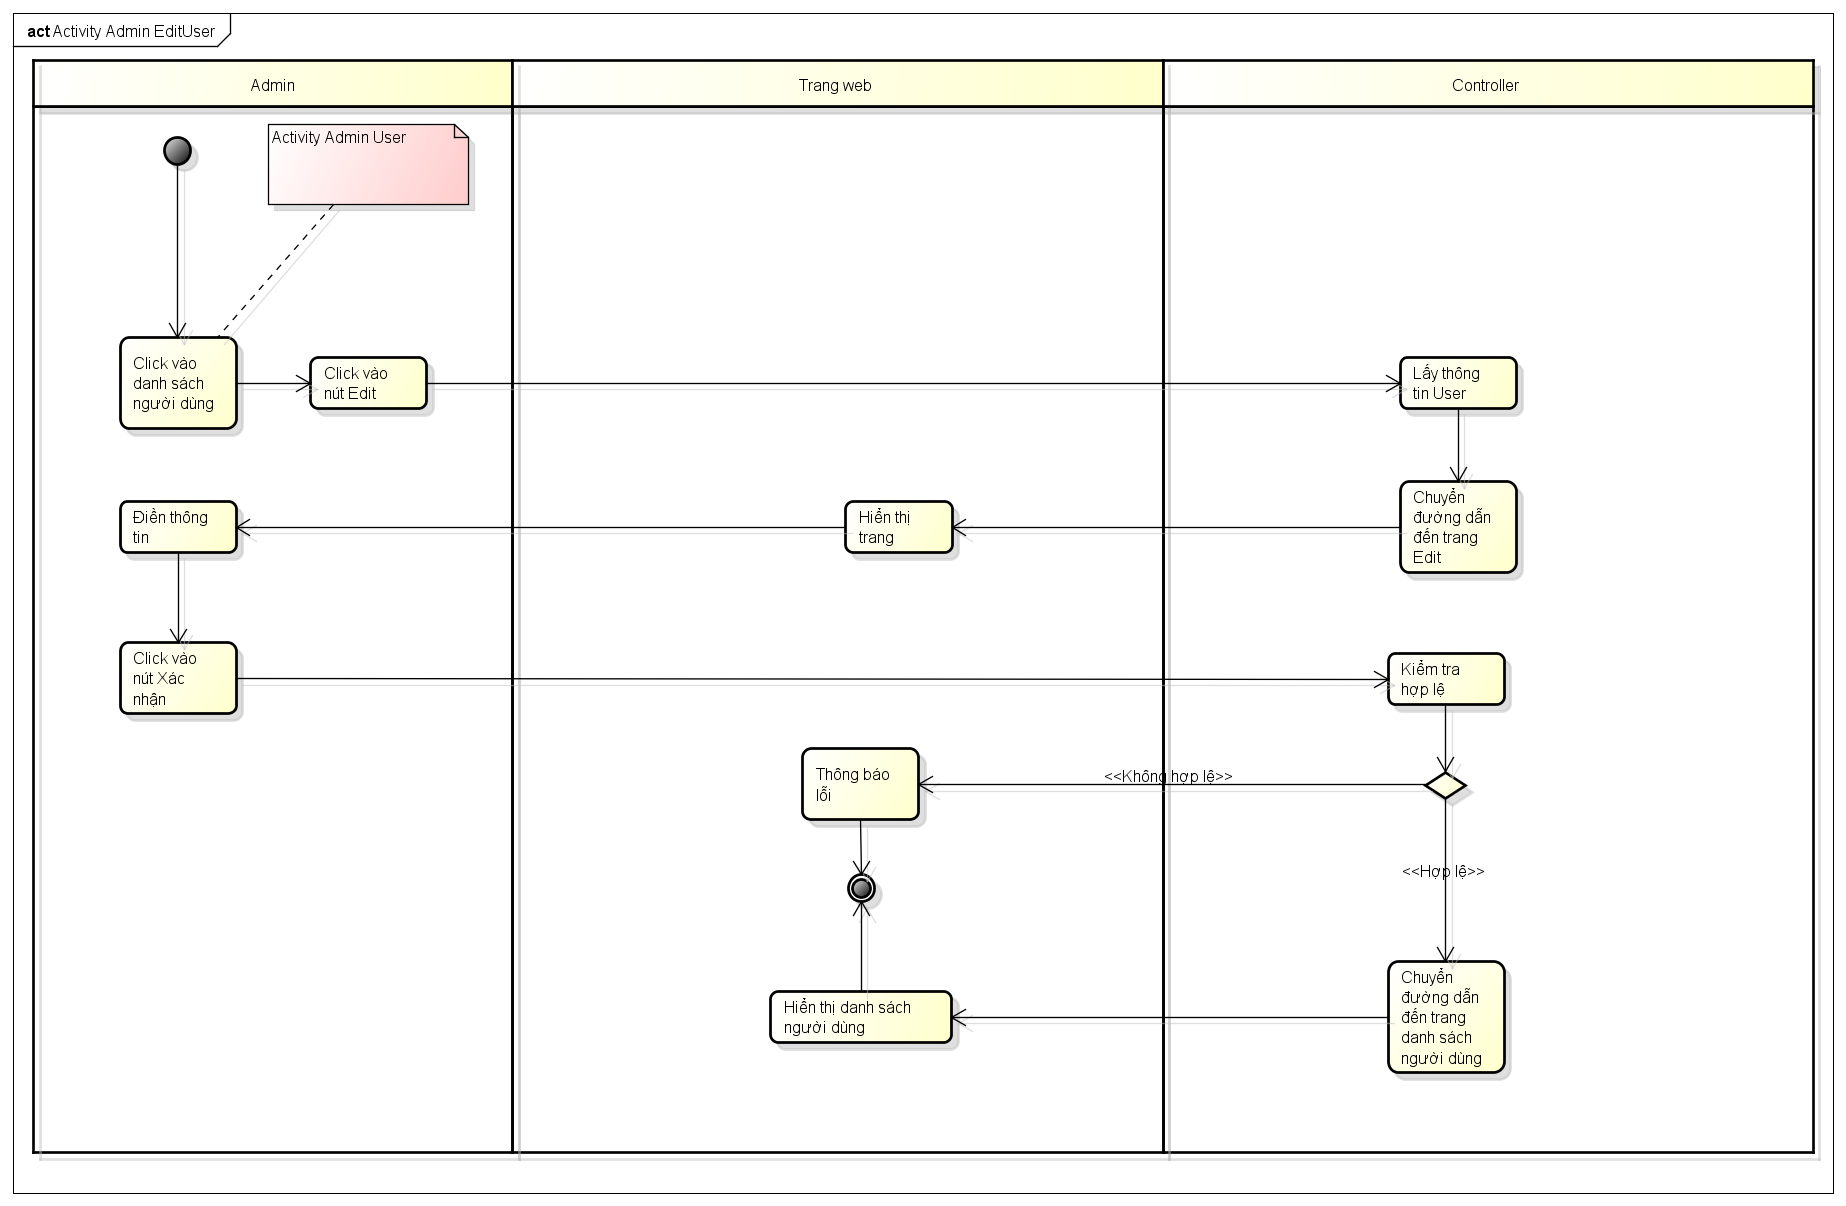 act Activity Admin EditUser
Admin
Trang web
Controller
Activity Admin User
Click vào
danh sách
người dùng
Click vào
nút Edit
Lấy thông
tin User
Điền thông
tin
Hiển thị
trang
Chuyển
đường dẫn
đến trang
Edit
Click vào
nút Xác
nhận
Kiểm tra
hợp lệ
Thông báo
lỗi
<<Không hợp lệ>>
<<Hợp lệ>>
Hiển thị danh sách
người dùng
Chuyển
đường dẫn
đến trang
danh sách
người dùng